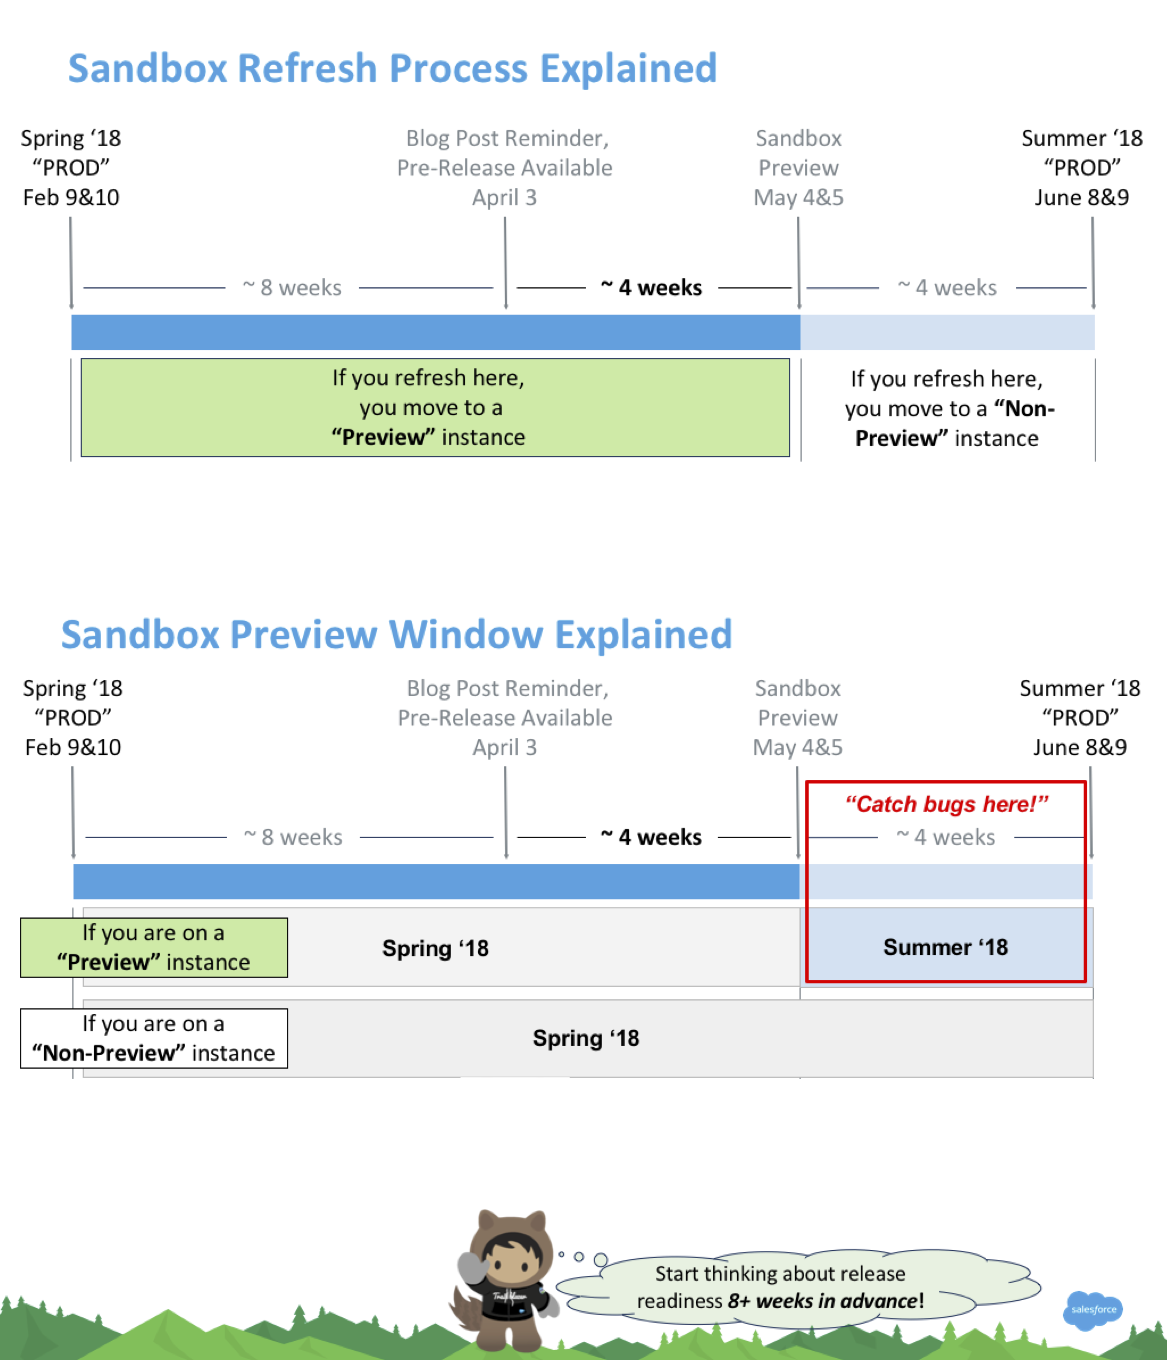 Sandbox Refresh Process Explained
Spring ‘18
“PROD”
Feb 9&10
Blog Post Reminder,
Pre-Release Available
April 3
Sandbox
Preview
May 4&5
Summer ‘18
“PROD”
June 8&9
~ 8 weeks
~ 4 weeks
~ 4 weeks
If you refresh here,
you move to a
“Preview” instance
If you refresh here,
you move to a “Non-
Preview” instance
Sandbox Preview Window Explained
Spring ‘18
“PROD”
Feb 9&10
Blog Post Reminder,
Pre-Release Available
April 3
Sandbox
Preview
May 4&5
Summer ‘18
“PROD”
June 8&9
“Catch bugs here!”
~ 8 weeks
~ 4 weeks
~ 4 weeks
If you are on a
“Preview” instance
Spring ‘18
Summer ‘18
If you are on a
“Non-Preview” instance
Spring ‘18
Start thinking about release
readiness 8+ weeks in advance!
Trailblazer
salesforce